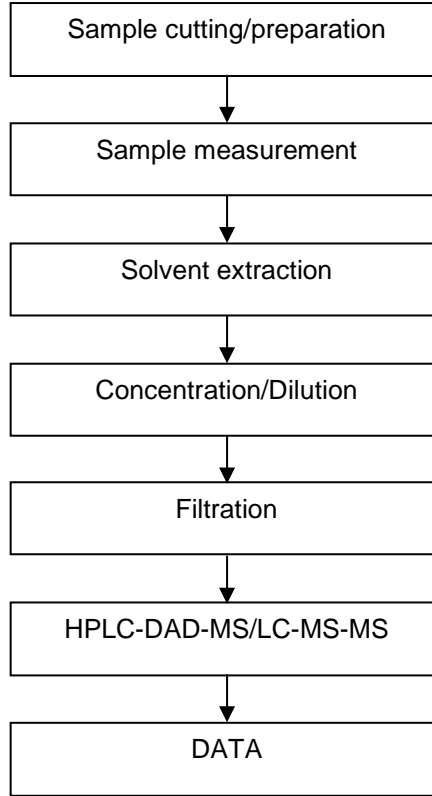 Sample cutting/preparation
Sample measurement
Solvent extraction
Concentration/Dilution
Filtration
HPLC-DAD-MS/LC-MS-MS
DATA